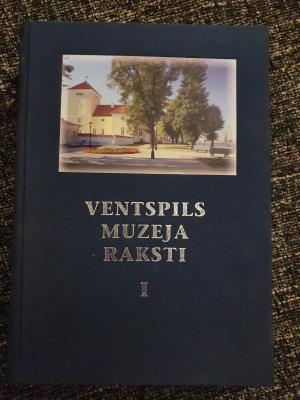 VENTSPILS
MUZEJA
RAKSTI
I